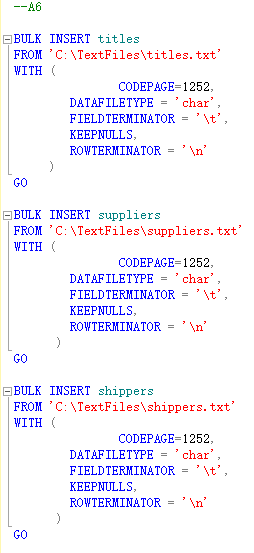 --A6
BULK INSERT titles
FROM 'C:\TextFiles\titles.txt'
WITH (
CODEPAGE=1252,
DATAFILETYPE = 'char',
FIELDTERMINATOR = '\t',
KEEPNULLS,
ROWTERMINATOR = '\n'
)
GO
BULK INSERT suppliers
FROM 'C:\TextFiles\suppliers.txt'
WITH (
CODEPAGE=1252,
DATAFILETYPE = 'char',
FIELDTERMINATOR = '\t',
KEEPNULLS,
ROWTERMINATOR = '\n'
)
GO
BULK INSERT shippers
FROM 'C:\TextFiles\shippers.txt'
WITH (
CODEPAGE=1252,
DATAFILETYPE = 'char',
FIELDTERMINATOR = '\t',
KEEPNULLS,
ROWTERMINATOR = '\n'
)
GO